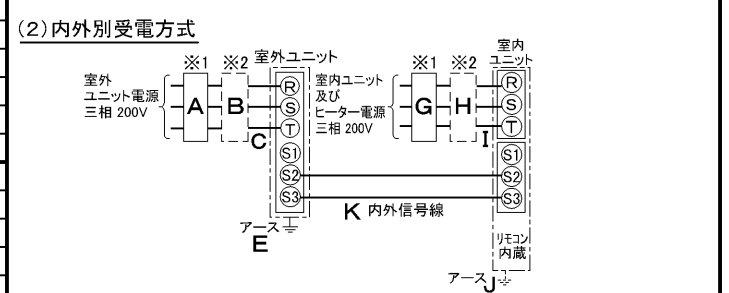 (2)内外別受電方式
※1 ※2 室外ユニット
室外
ユニット電源
三相 200V
A
B
C
R
S
T
S1
S2
S3
アース
E
※1 ※2
室内
ユニット
室内ユニット
及び
ヒーター電源
三相 200V
G
H
I
R
S
T
S1
S2
S3
K 内外信号線
リモコン
内蔵
アース
J